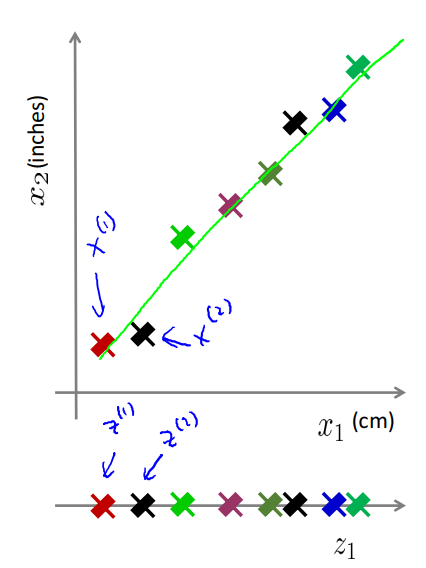 x₂ (inches)
x⁽¹⁾
x⁽²⁾
x₁ (cm)
z⁽¹⁾
z⁽²⁾
z₁